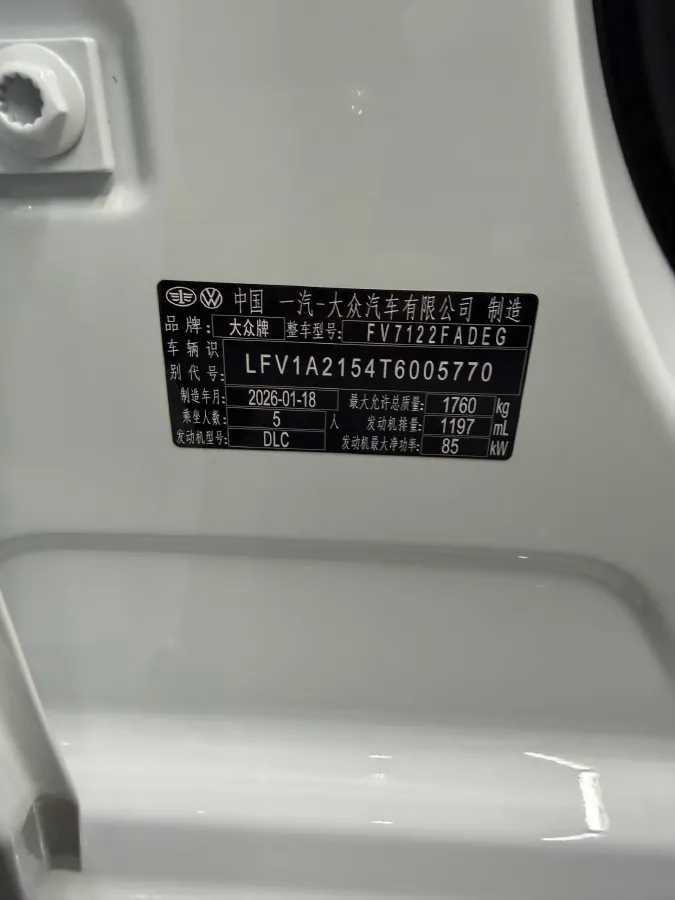 中国 一汽-大众汽车有限公司 制造
品牌: 大众牌 整车型号: FV7122FADEG
车辆识别代号: LFV1A2154T6005770
制造年月: 2026-01-18 最大允许总质量: 1760 kg
乘坐人数: 5 人 发动机排量: 1197 mL
发动机型号: DLC 发动机最大净功率: 85 kW